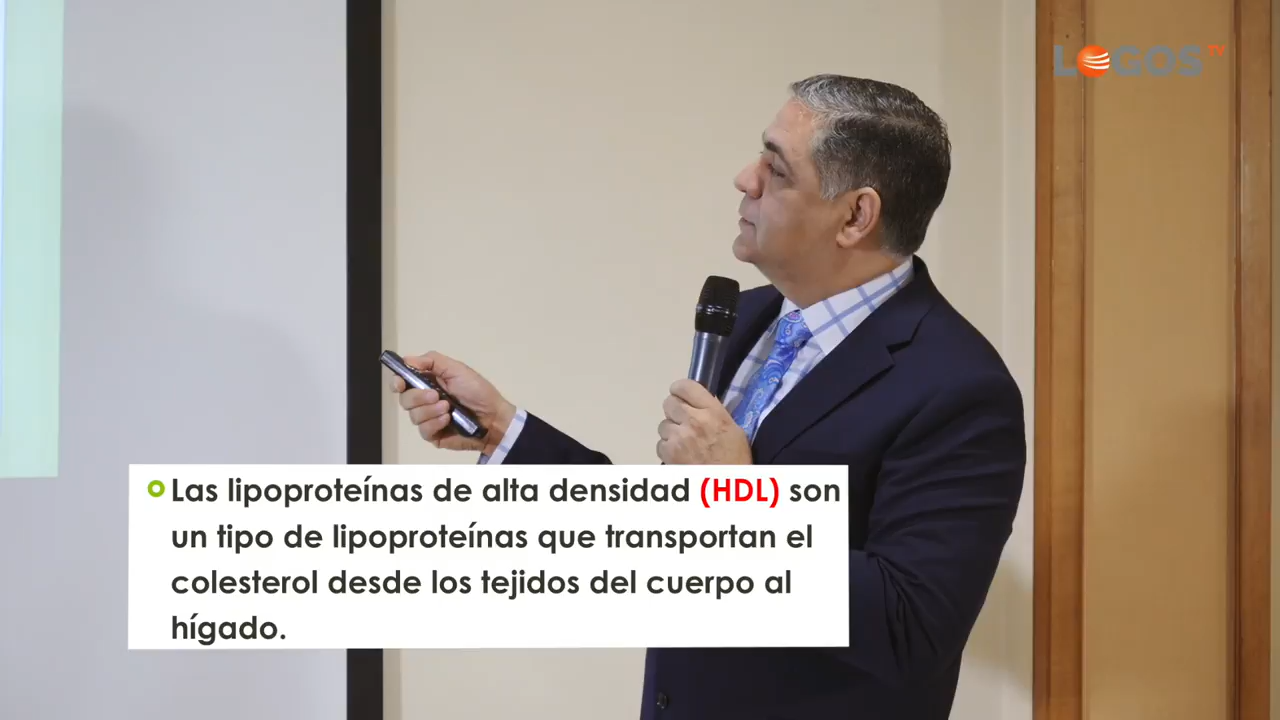 LOGOS TV
Las lipoproteínas de alta densidad (HDL) son
un tipo de lipoproteínas que transportan el
colesterol desde los tejidos del cuerpo al
hígado.